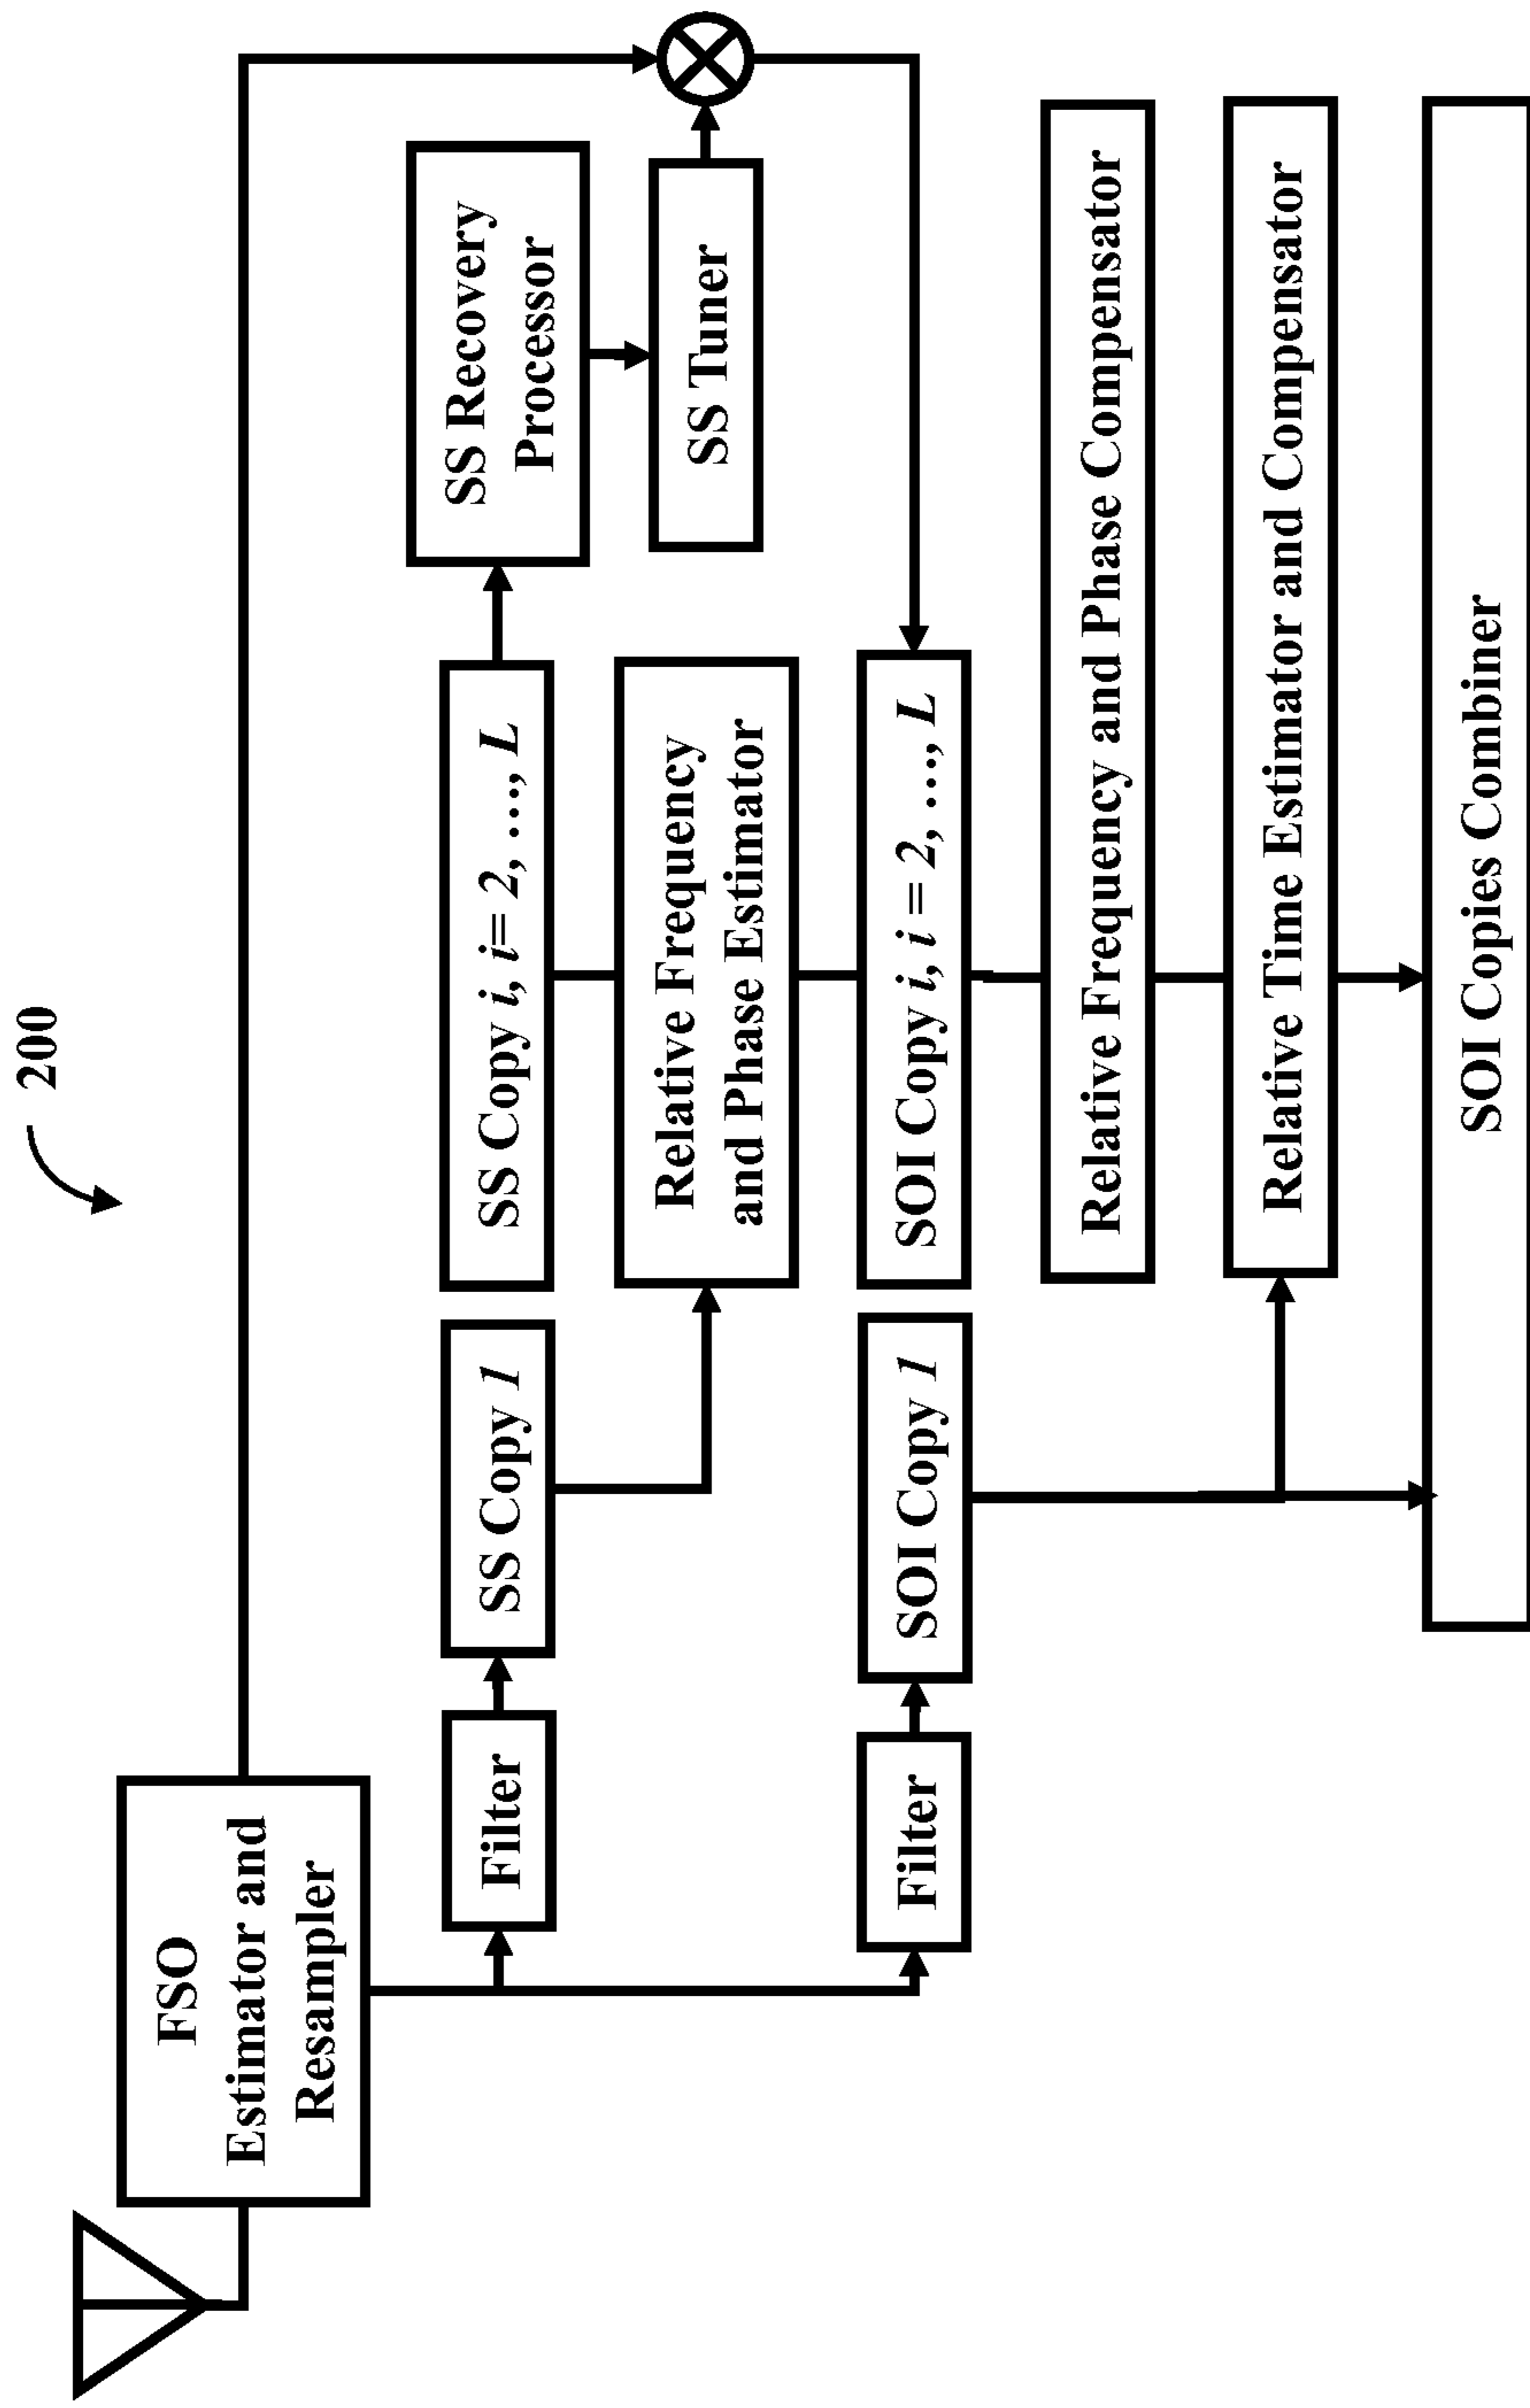 200
FSO
Estimator and
Resampler
Filter
SS Copy 1
SS Copy i, i= 2, ..., L
SS Recovery
Processor
Relative Frequency
and Phase Estimator
SS Tuner
Filter
SOI Copy 1
SOI Copy i, i = 2, ..., L
Relative Frequency and Phase Compensator
Relative Time Estimator and Compensator
SOI Copies Combiner